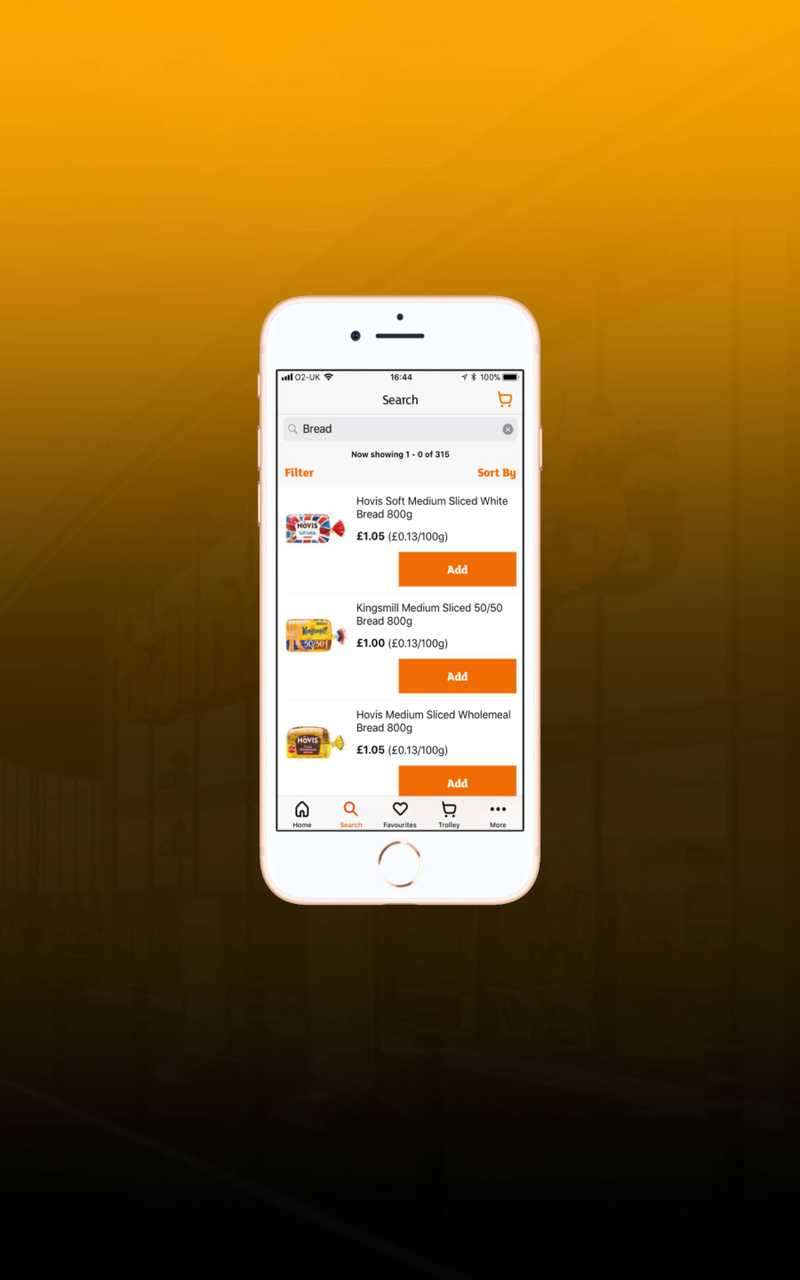 O2-UK 16:44 100%
Search
Bread
Now showing 1 - 0 of 315
Filter Sort By
Hovis Soft Medium Sliced White
Bread 800g
HOVIS
£1.05 (£0.13/100g)
Add
Kingsmill Medium Sliced 50/50
Bread 800g
Kingsmill
50/50
£1.00 (£0.13/100g)
Add
Hovis Medium Sliced Wholemeal
Bread 800g
HOVIS
£1.05 (£0.13/100g)
Add
Home Search Favourites Trolley More